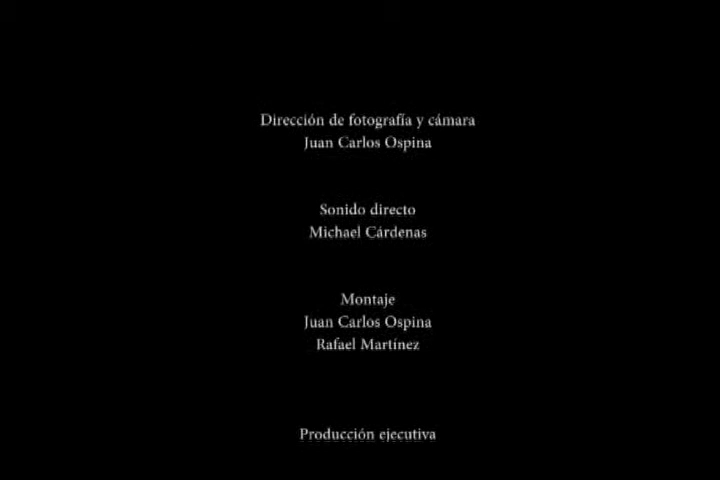 Dirección de fotografía y cámara
Juan Carlos Ospina
Sonido directo
Michael Cárdenas
Montaje
Juan Carlos Ospina
Rafael Martínez
Producción ejecutiva